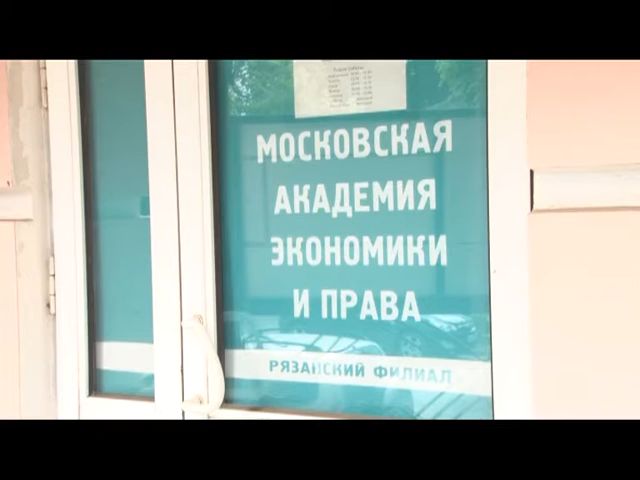 МОСКОВСКАЯ
АКАДЕМИЯ
ЭКОНОМИКИ
И ПРАВА
РЯЗАНСКИЙ ФИЛИАЛ